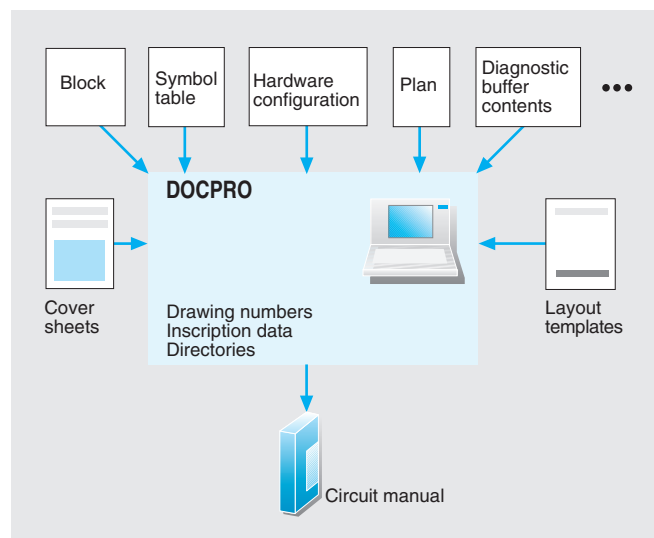 Block
Symbol
table
Hardware
configuration
Plan
Diagnostic
buffer
contents
•••
DOCPRO
Cover
sheets
Drawing numbers
Inscription data
Directories
Layout
templates
Circuit manual